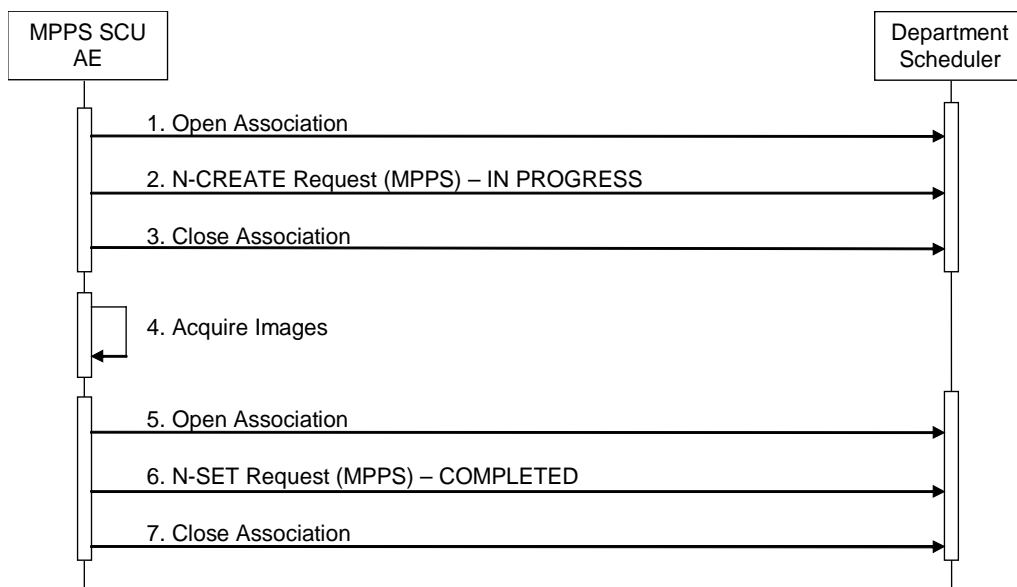 MPPS SCU
AE
Department
Scheduler
1. Open Association
2. N-CREATE Request (MPPS) – IN PROGRESS
3. Close Association
4. Acquire Images
5. Open Association
6. N-SET Request (MPPS) – COMPLETED
7. Close Association